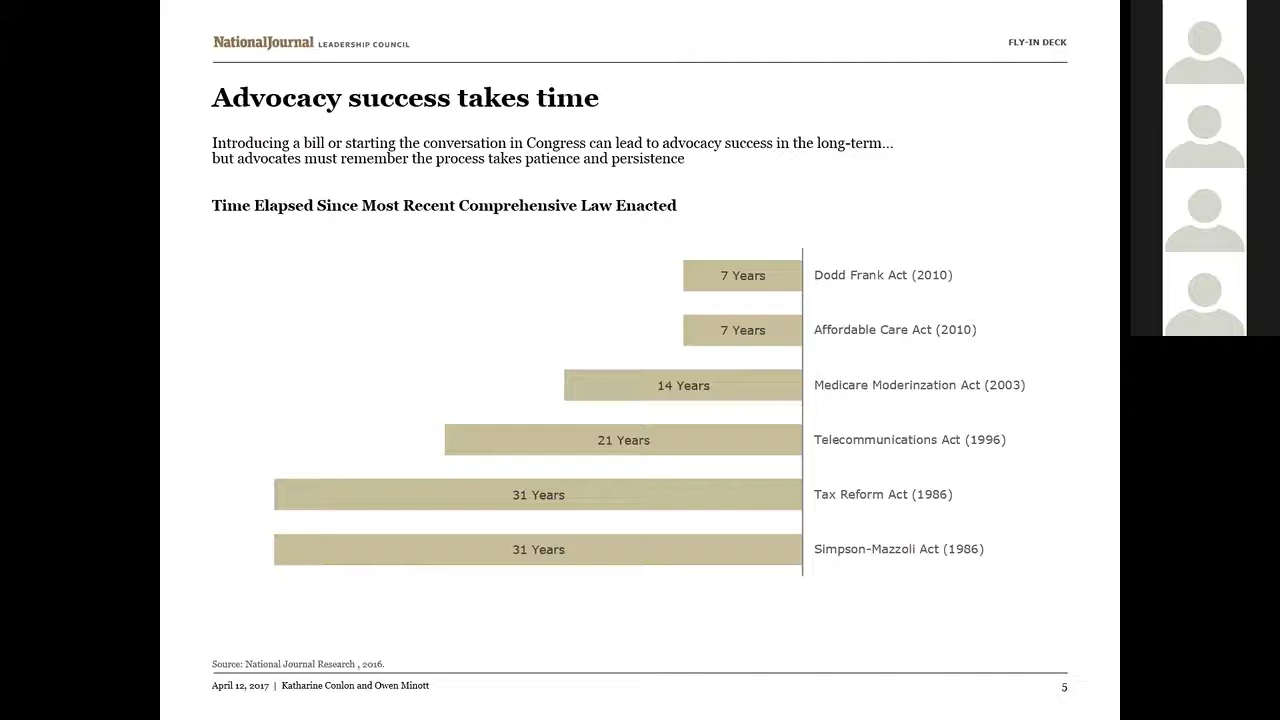 NationalJournal LEADERSHIP COUNCIL
FLY-IN DECK
Advocacy success takes time
Introducing a bill or starting the conversation in Congress can lead to advocacy success in the long-term…
but advocates must remember the process takes patience and persistence
Time Elapsed Since Most Recent Comprehensive Law Enacted
7 Years Dodd Frank Act (2010)
7 Years Affordable Care Act (2010)
14 Years Medicare Moderinzation Act (2003)
21 Years Telecommunications Act (1996)
31 Years Tax Reform Act (1986)
31 Years Simpson-Mazzoli Act (1986)
Source: National Journal Research , 2016.
April 12, 2017 | Katharine Conlon and Owen Minott
5